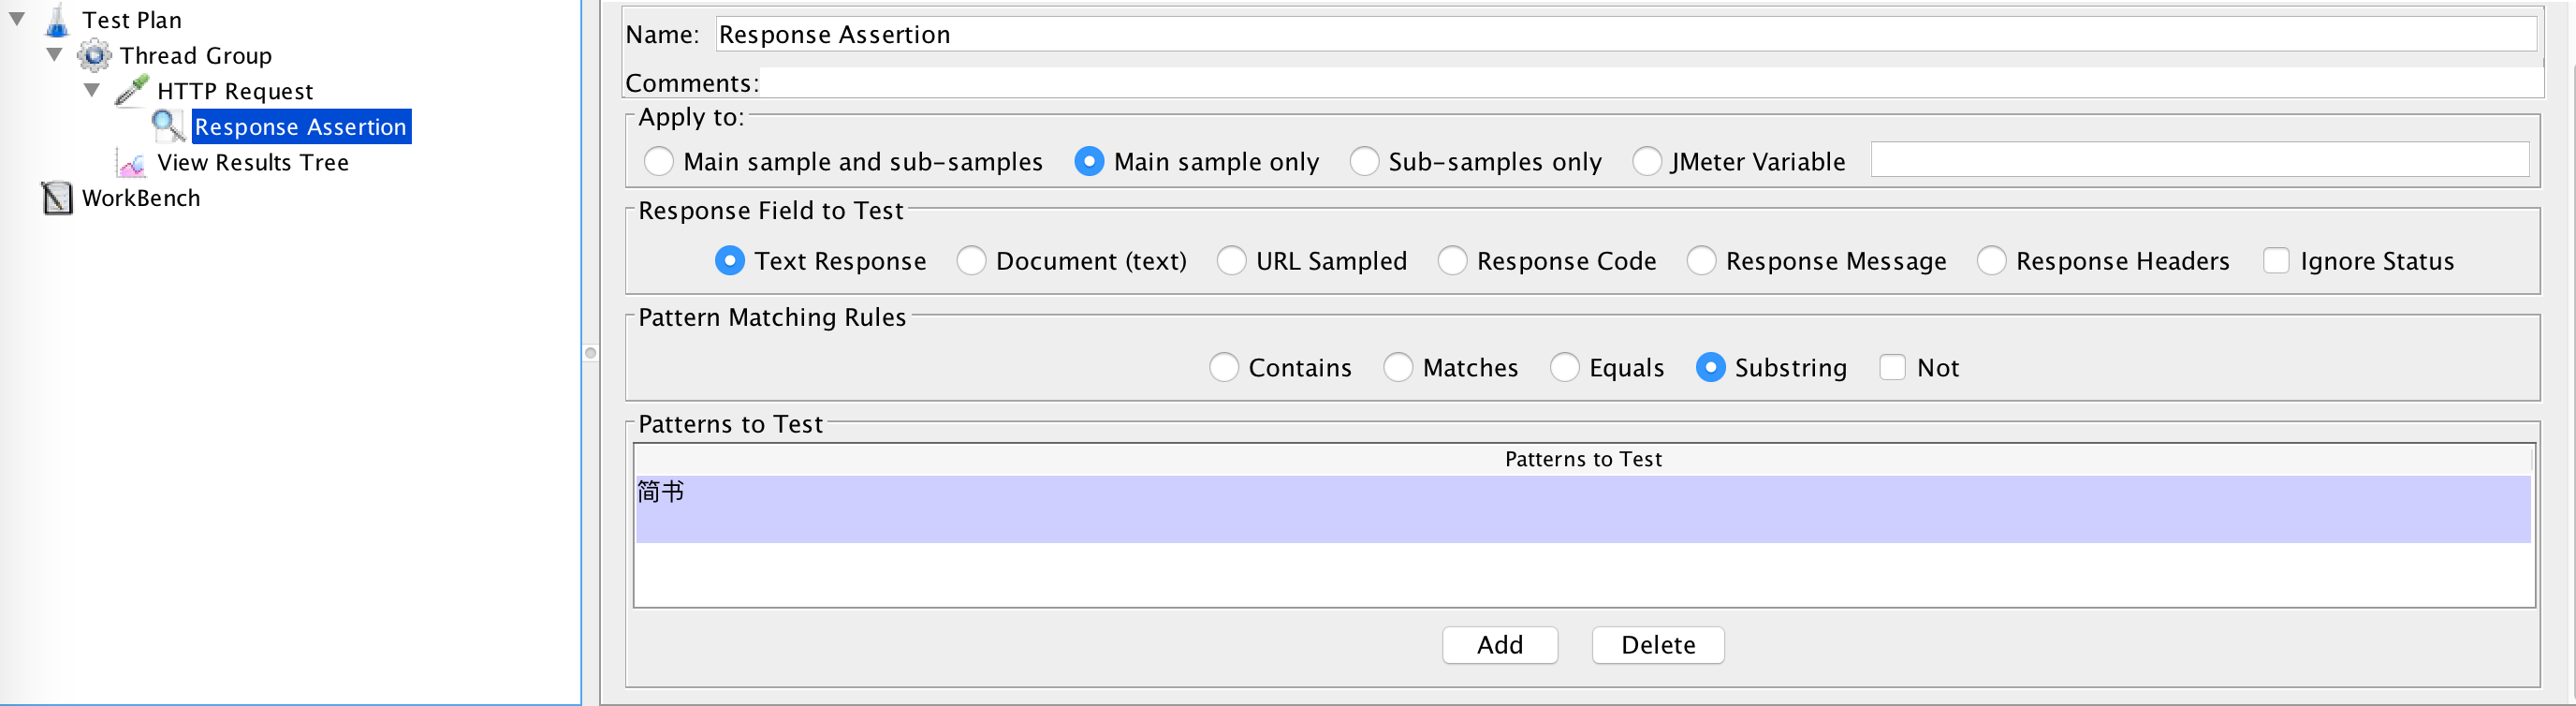 Test Plan
Thread Group
HTTP Request
Response Assertion
View Results Tree
WorkBench
Name: Response Assertion
Comments:
Apply to:
Main sample and sub-samples Main sample only Sub-samples only JMeter Variable
Response Field to Test
Text Response Document (text) URL Sampled Response Code Response Message Response Headers Ignore Status
Pattern Matching Rules
Contains Matches Equals Substring Not
Patterns to Test
Patterns to Test
简书
Add Delete